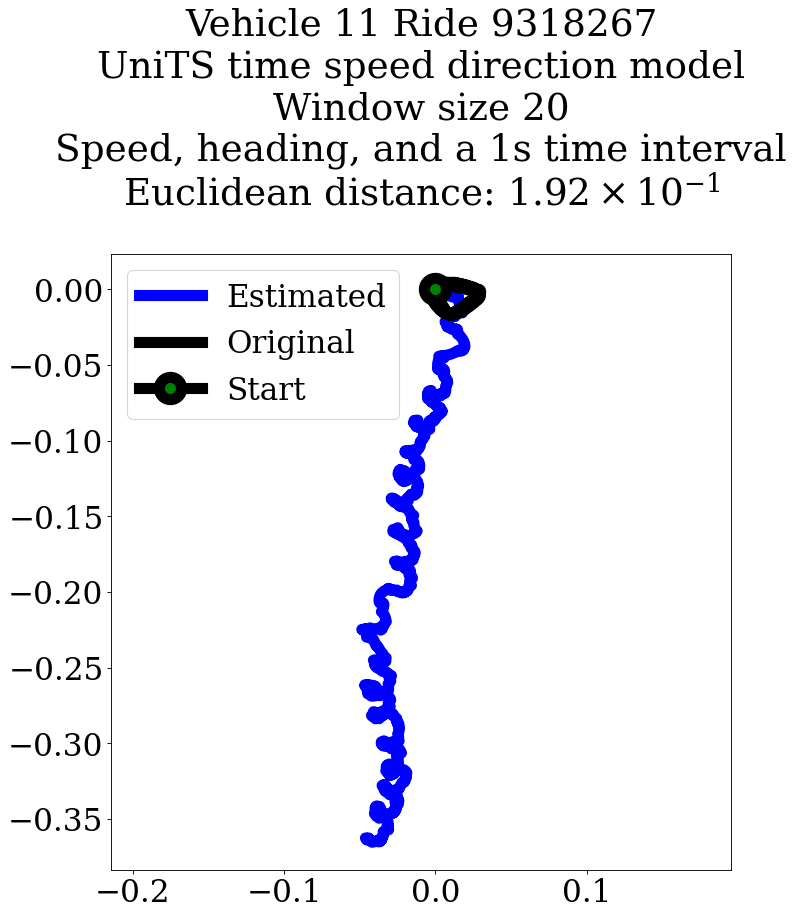 Vehicle 11 Ride 9318267
UniTS time speed direction model
Window size 20
Speed, heading, and a 1s time interval
Euclidean distance: 1.92 × 10⁻¹
Estimated
Original
Start
0.00
−0.05
−0.10
−0.15
−0.20
−0.25
−0.30
−0.35
−0.2 −0.1 0.0 0.1